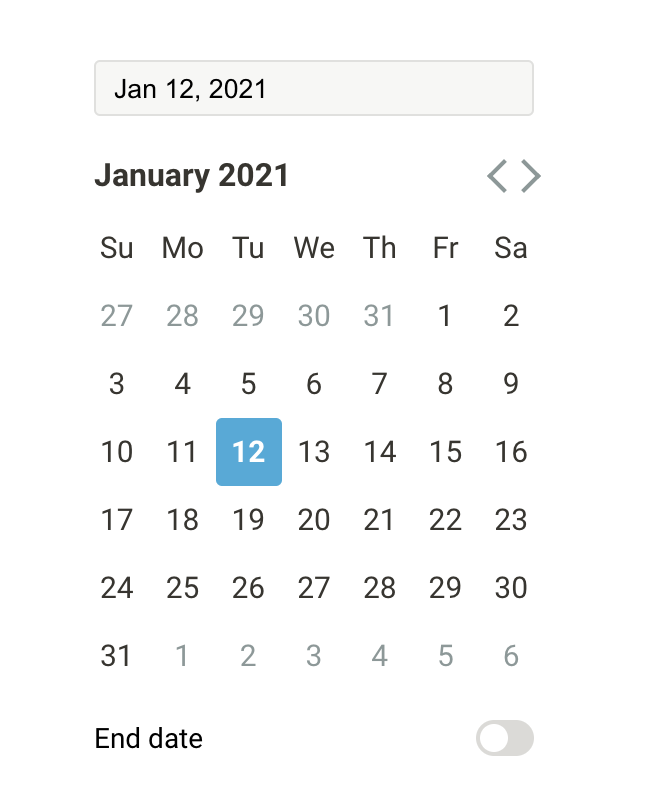 Jan 12, 2021
January 2021
Su Mo Tu We Th Fr Sa
27 28 29 30 31 1 2
3 4 5 6 7 8 9
10 11 12 13 14 15 16
17 18 19 20 21 22 23
24 25 26 27 28 29 30
31 1 2 3 4 5 6
End date